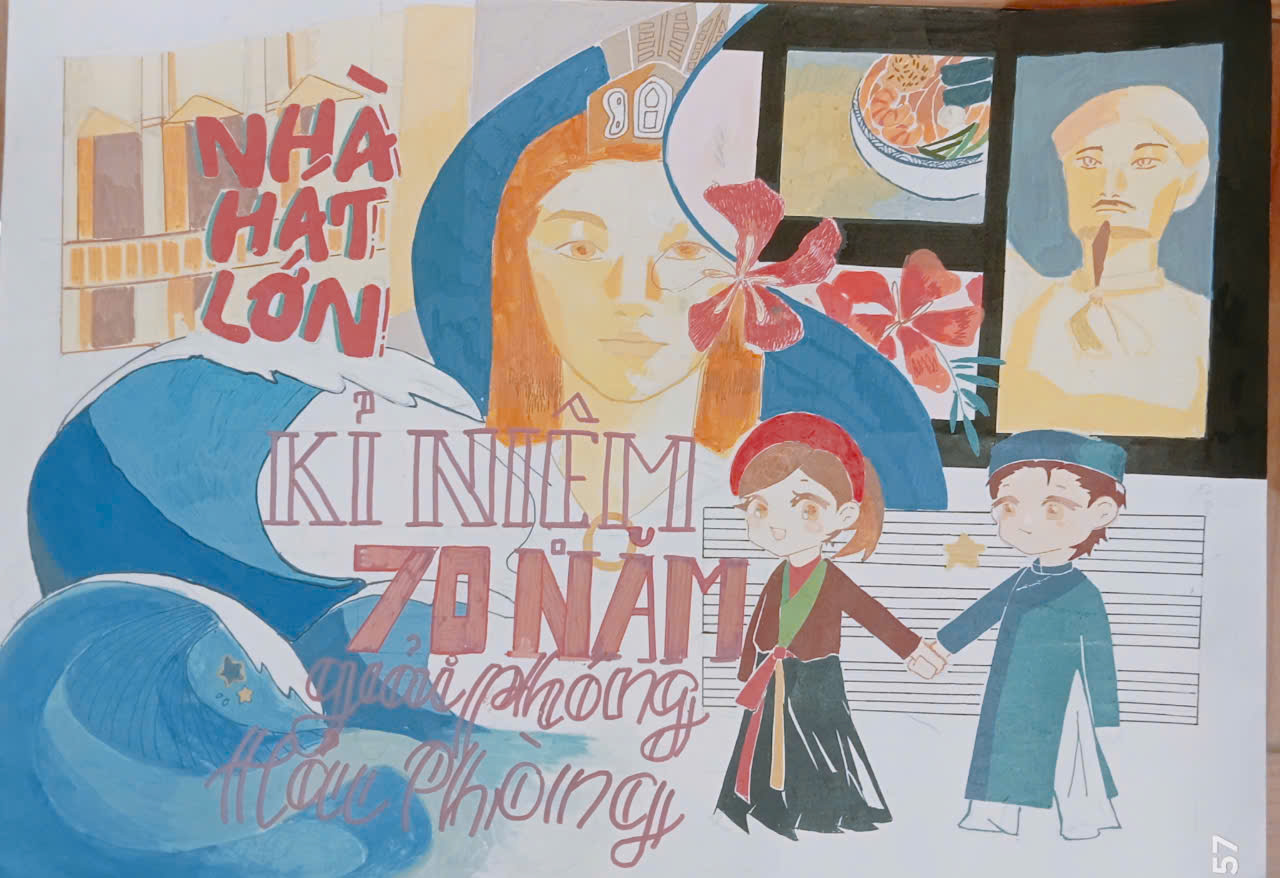 NHÀ
HÁT
LỚN
KỈ NIỆM
70 NĂM
giải phóng
Hải Phòng
57